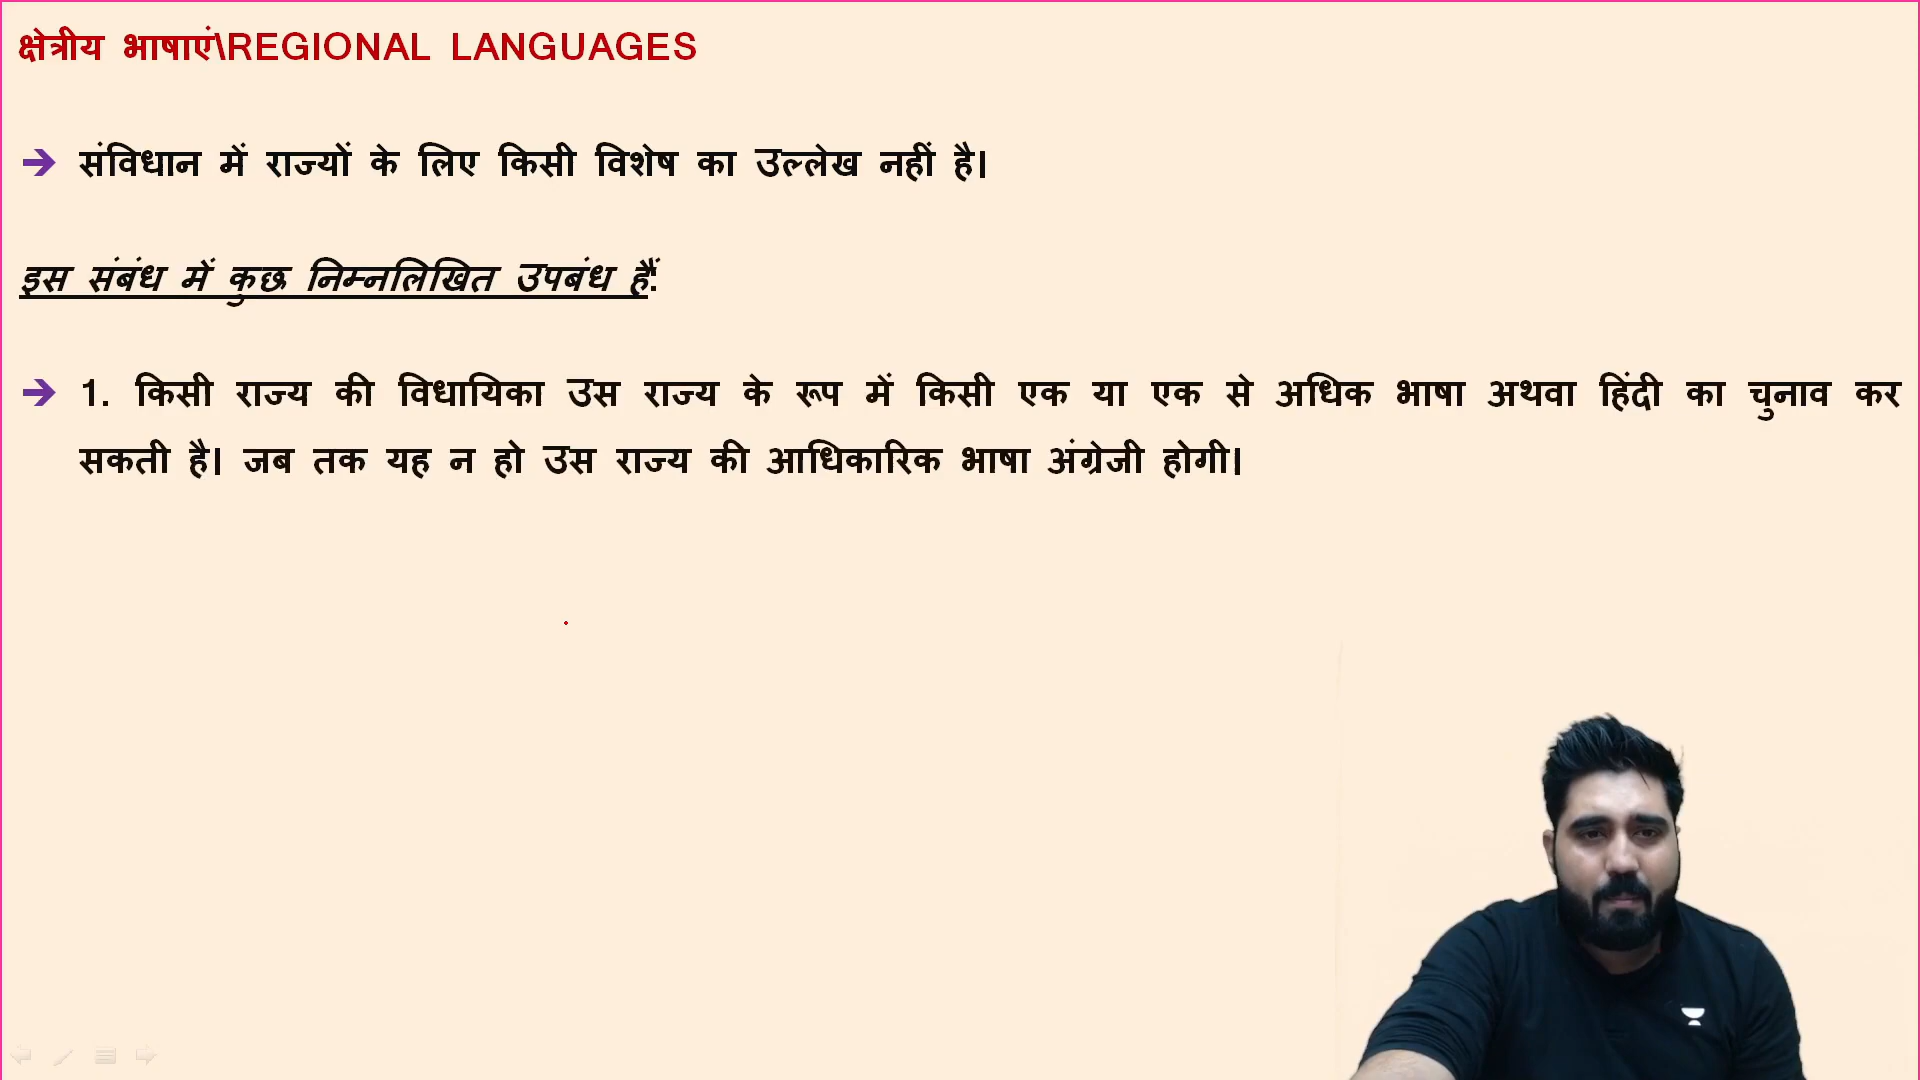 क्षेत्रीय भाषाएं\REGIONAL LANGUAGES
➔ संविधान में राज्यों के लिए किसी विशेष का उल्लेख नहीं है।
इस संबंध में कुछ निम्नलिखित उपबंध हैं:
➔ 1. किसी राज्य की विधायिका उस राज्य के रूप में किसी एक या एक से अधिक भाषा अथवा हिंदी का चुनाव कर
सकती है। जब तक यह न हो उस राज्य की आधिकारिक भाषा अंग्रेजी होगी।